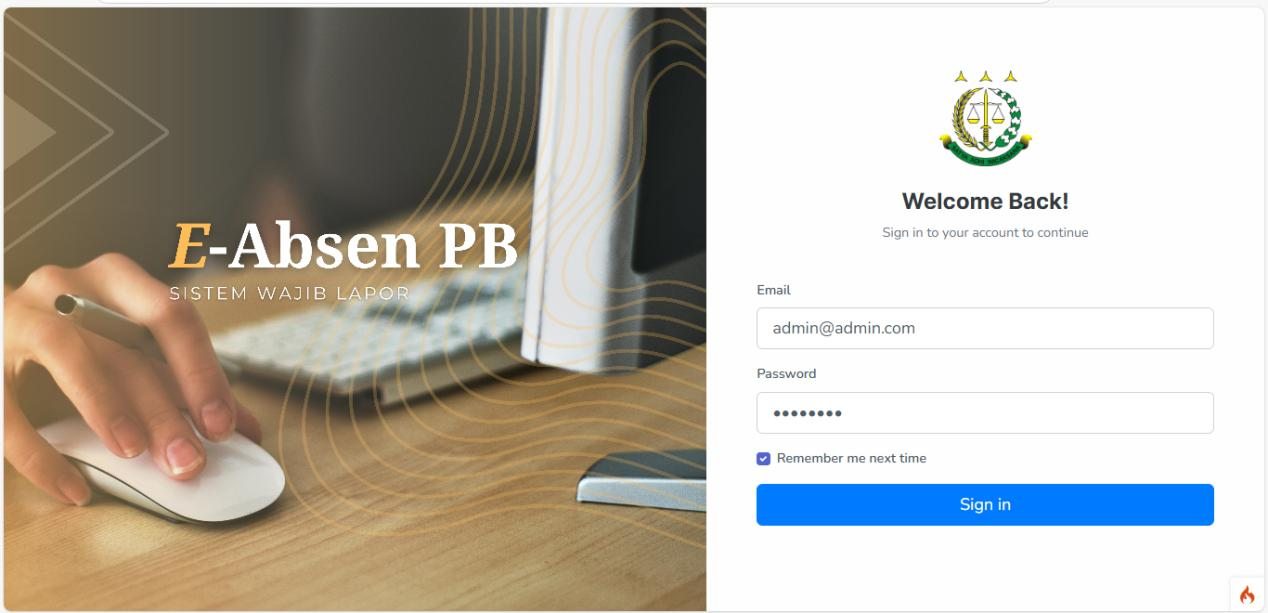 E-Absen PB
SISTEM WAJIB LAPOR
Welcome Back!
Sign in to your account to continue
Email
admin@admin.com
Password
••••••••
Remember me next time
Sign in